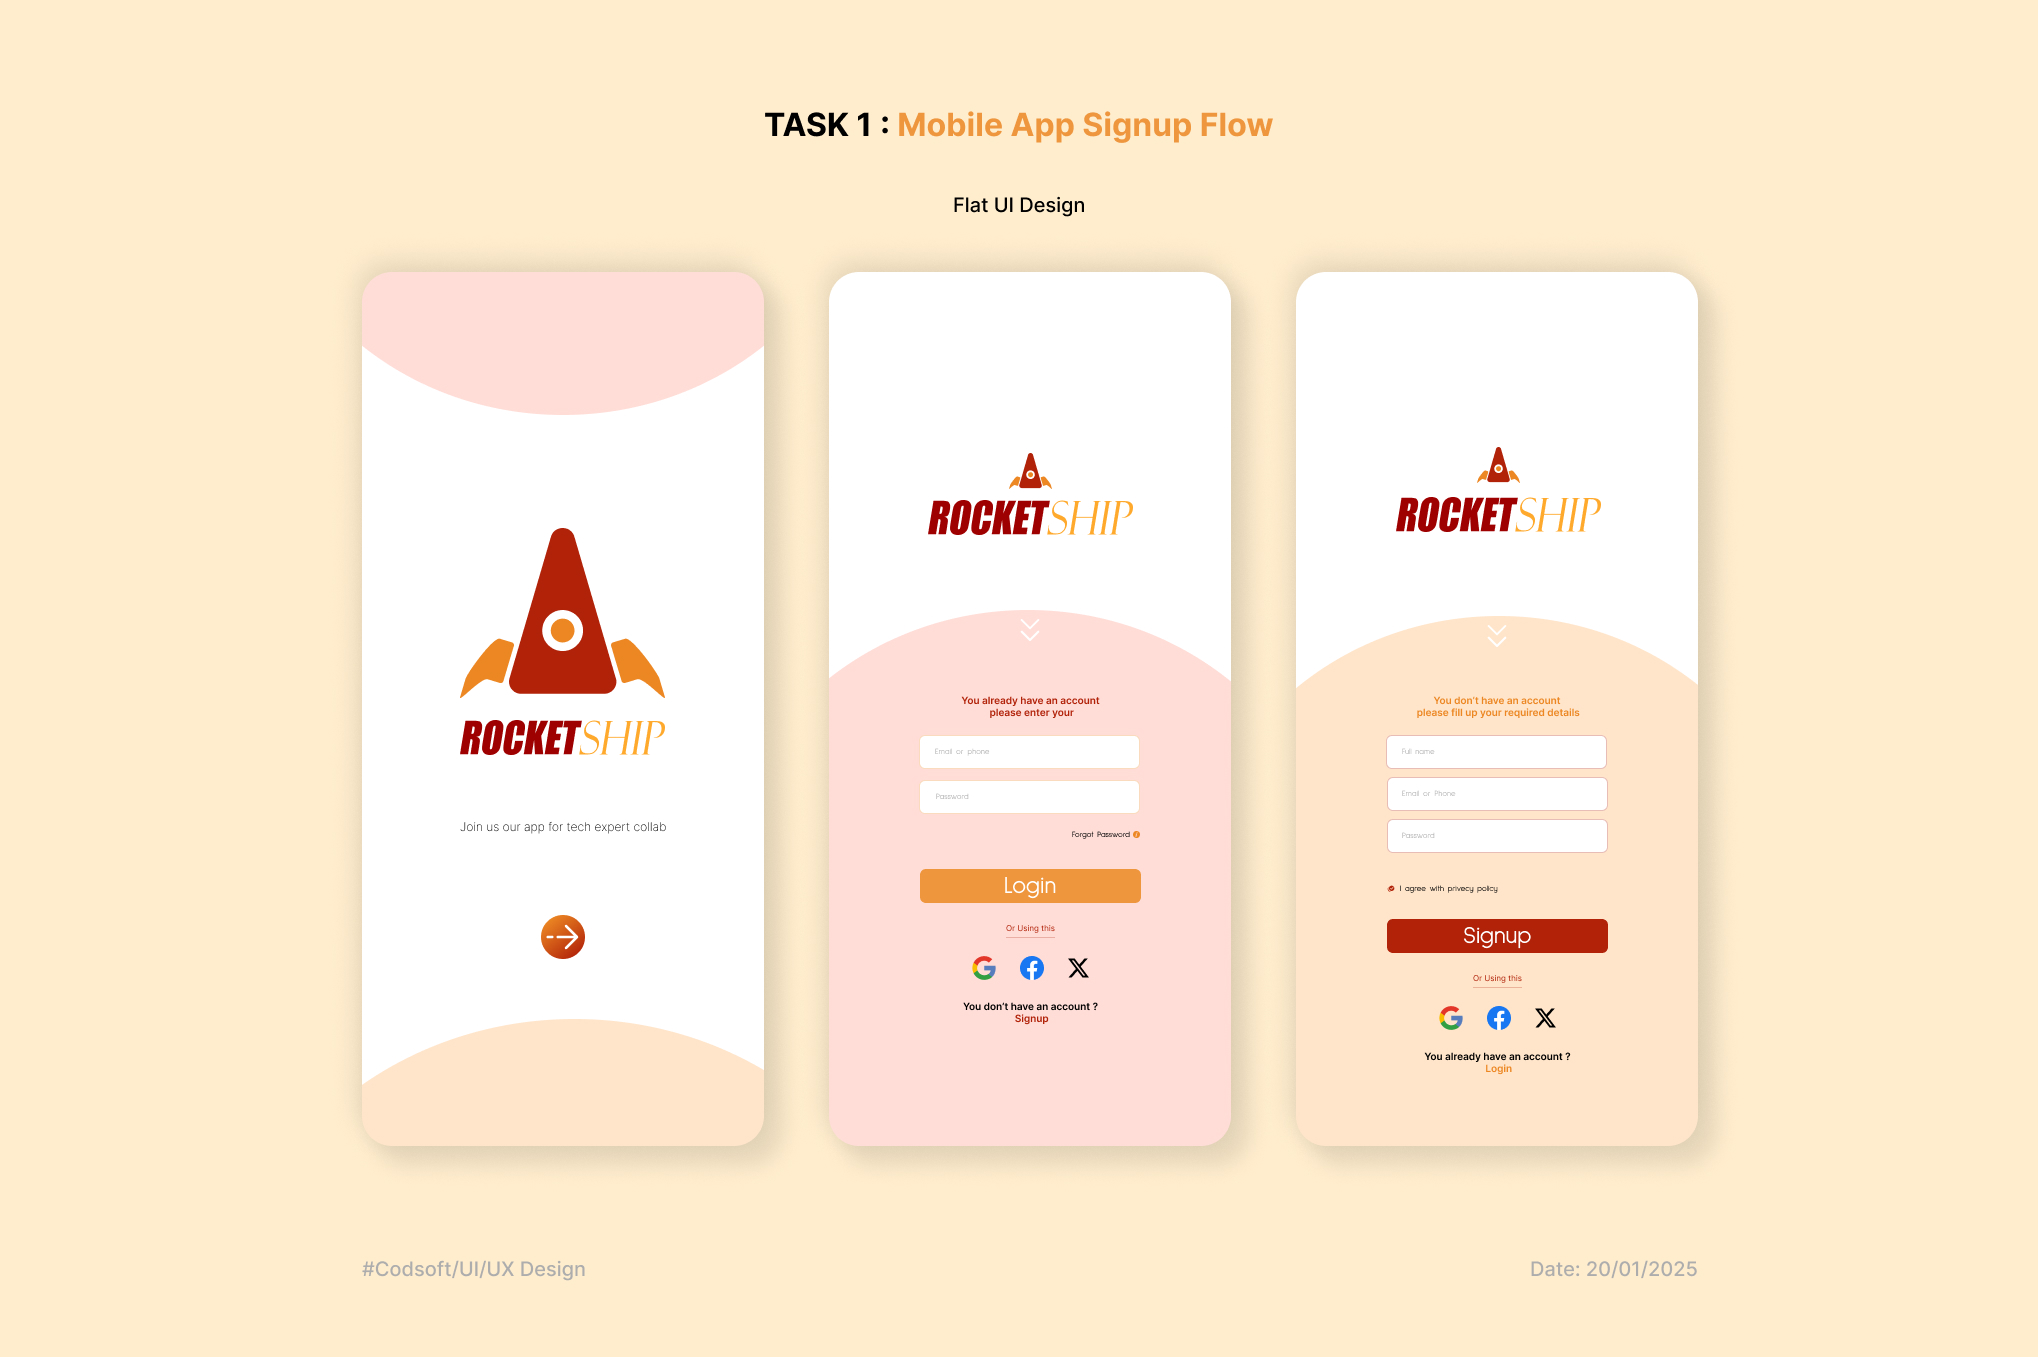 TASK 1 : Mobile App Signup Flow
Flat UI Design
ROCKETSHIP
Join us our app for tech expert collab
ROCKETSHIP
You already have an account
please enter your
Email or phone
Password
Forgot Password
Login
Or Using this
You don't have an account ?
Signup
ROCKETSHIP
You don't have an account
please fill up your required details
Full name
Email or Phone
Password
I agree with privecy policy
Signup
Or Using this
You already have an account ?
Login
#Codsoft/UI/UX Design
Date: 20/01/2025